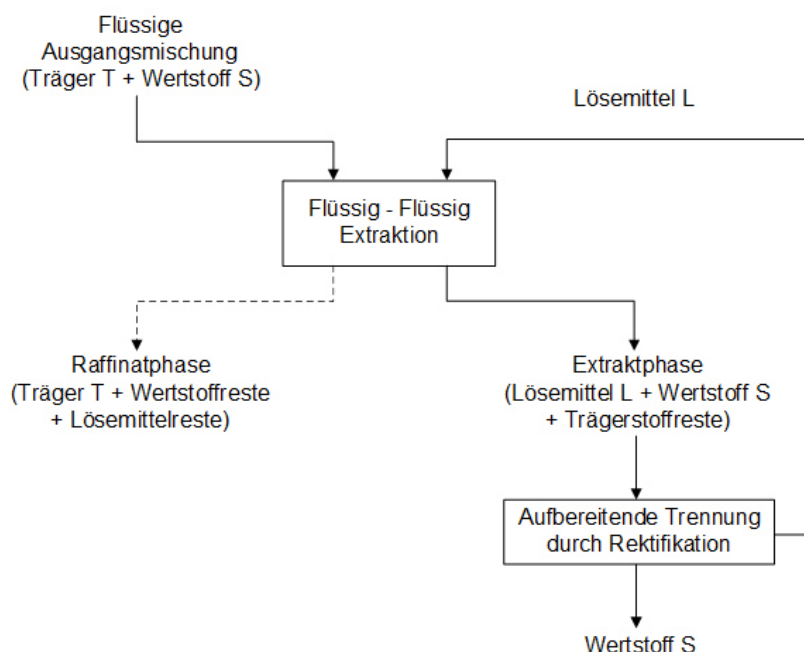 Flüssige
Ausgangsmischung
(Träger T + Wertstoff S)
Lösemittel L
Flüssig - Flüssig
Extraktion
Raffinatphase
(Träger T + Wertstoffreste
+ Lösemittelreste)
Extraktphase
(Lösemittel L + Wertstoff S
+ Trägerstoffreste)
Aufbereitende Trennung
durch Rektifikation
Wertstoff S